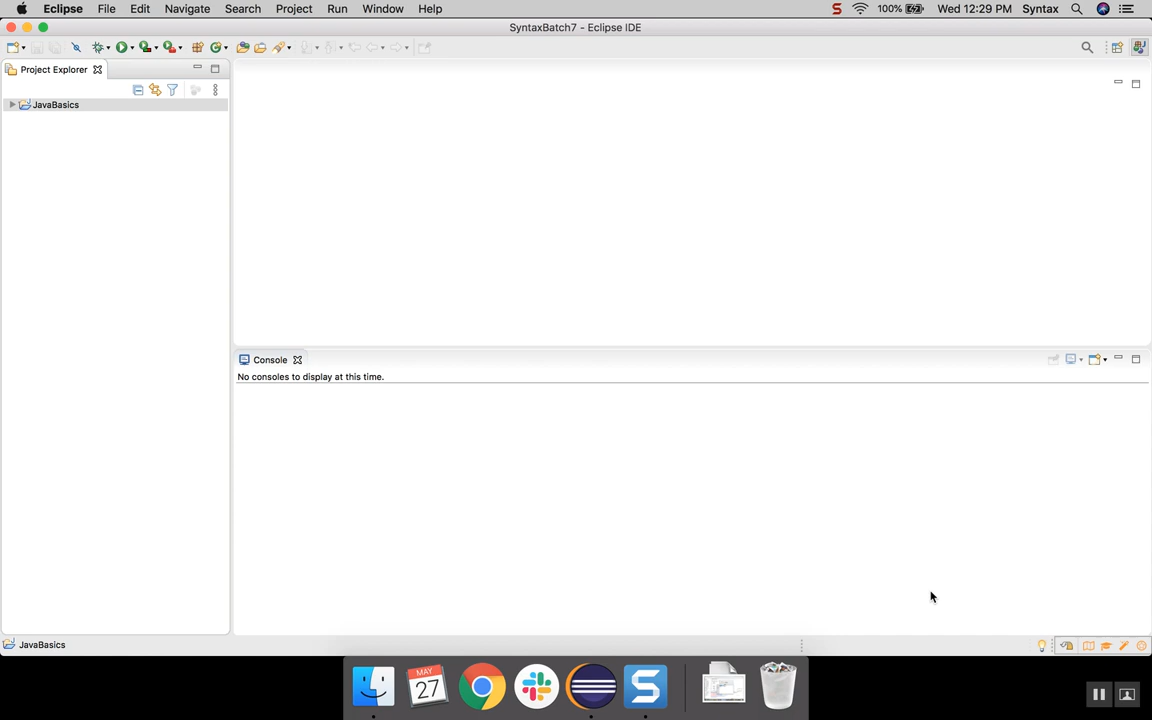 Eclipse File Edit Navigate Search Project Run Window Help S 100% Wed 12:29 PM Syntax
SyntaxBatch7 - Eclipse IDE
Project Explorer
JavaBasics
Console
No consoles to display at this time.
JavaBasics
MAY
27
S